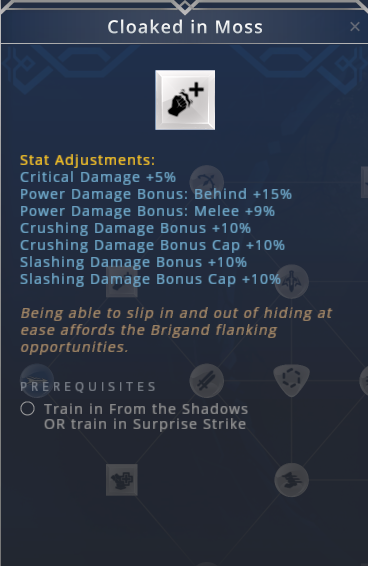 Cloaked in Moss
Stat Adjustments:
Critical Damage +5%
Power Damage Bonus: Behind +15%
Power Damage Bonus: Melee +9%
Crushing Damage Bonus +10%
Crushing Damage Bonus Cap +10%
Slashing Damage Bonus +10%
Slashing Damage Bonus Cap +10%
Being able to slip in and out of hiding at
ease affords the Brigand flanking
opportunities.
PREREQUISITES
Train in From the Shadows
OR train in Surprise Strike